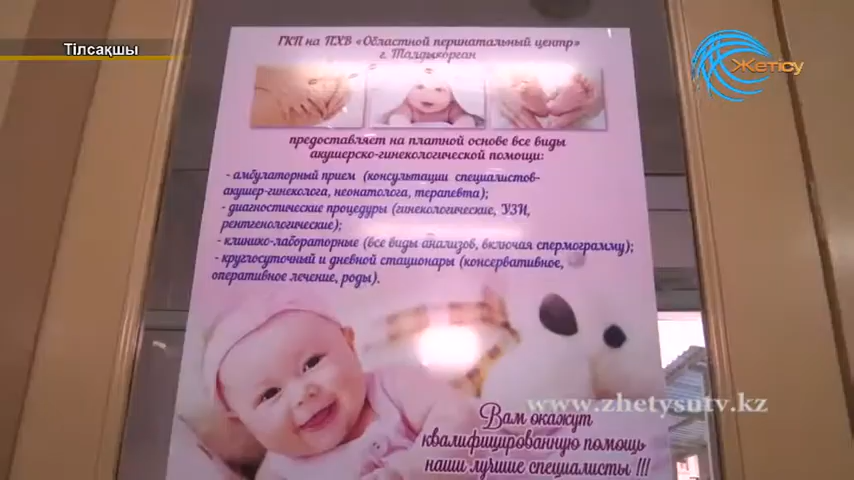 Тілсақшы
Жетісу
ГКП на ПХВ «Областной перинатальный центр»
г. Талдыкорган
предоставляет на платной основе все виды
акушерско-гинекологической помощи:
- амбулаторный прием (консультации специалистов-
акушер-гинеколога, неонатолога, терапевта);
- диагностические процедуры (гинекологические, УЗИ,
рентгенологические);
- клинико-лабораторные (все виды анализов, включая спермограмму);
- круглосуточный и дневной стационары (консервативное,
оперативное лечение, роды).
www.zhetysutv.kz
Вам окажут
квалифицированную помощь
наши лучшие специалисты !!!